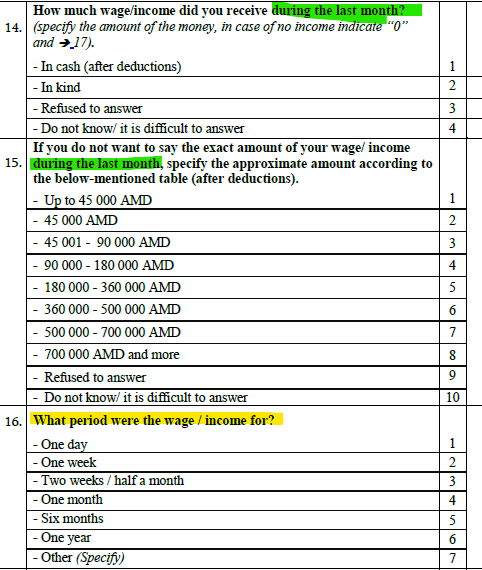 14. How much wage/income did you receive during the last month?
(specify the amount of the money, in case of no income indicate "0"
and ➔ 17).
- In cash (after deductions) 1
- In kind 2
- Refused to answer 3
- Do not know/ it is difficult to answer 4
15. If you do not want to say the exact amount of your wage/ income
during the last month, specify the approximate amount according to
the below-mentioned table (after deductions).
- Up to 45 000 AMD 1
- 45 000 AMD 2
- 45 001 - 90 000 AMD 3
- 90 000 - 180 000 AMD 4
- 180 000 - 360 000 AMD 5
- 360 000 - 500 000 AMD 6
- 500 000 - 700 000 AMD 7
- 700 000 AMD and more 8
- Refused to answer 9
- Do not know/ it is difficult to answer 10
16. What period were the wage / income for?
- One day 1
- One week 2
- Two weeks / half a month 3
- One month 4
- Six months 5
- One year 6
- Other (Specify) 7